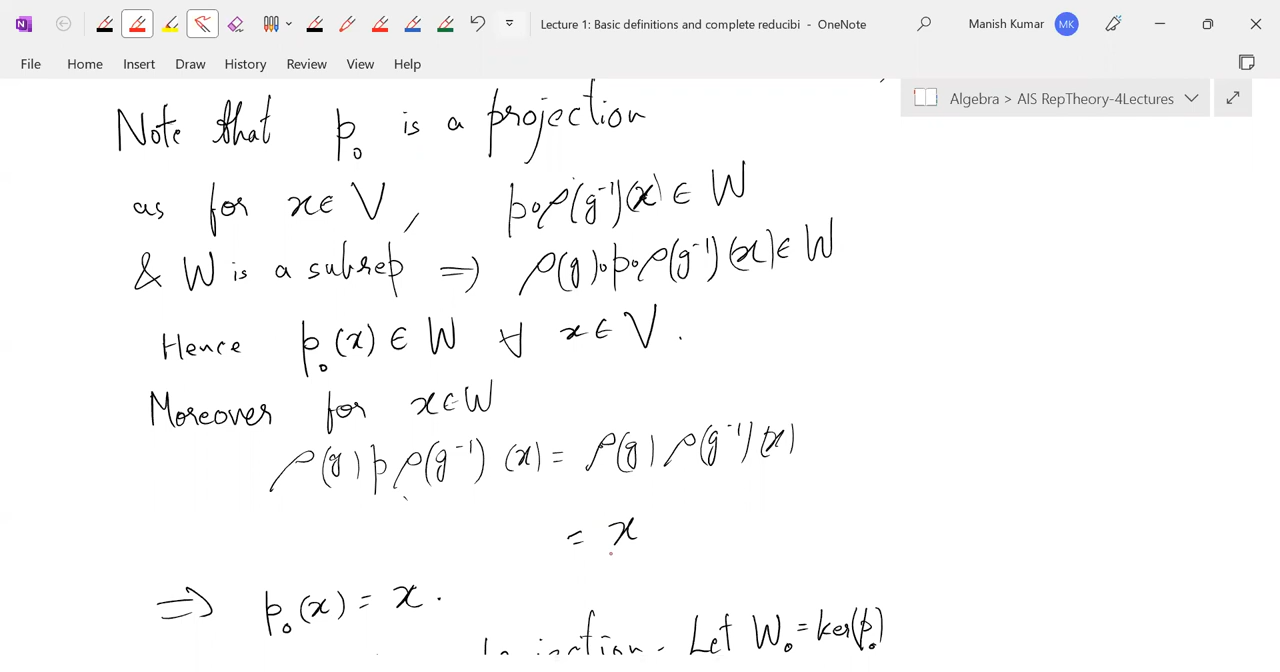 Lecture 1: Basic definitions and complete reducibi - OneNote
Manish Kumar
MK
File Home Insert Draw History Review View Help
Algebra > AIS RepTheory-4Lectures
Note that p₀ is a projection
as for x ∈ V, p∘ρ(g⁻¹)(x) ∈ W
& W is a subrep ⇒ ρ(g)∘p∘ρ(g⁻¹)(x) ∈ W
Hence p₀(x) ∈ W ∀ x ∈ V.
Moreover for x ∈ W
ρ(g) p ρ(g⁻¹) (x) = ρ(g) ρ(g⁻¹)(x)
= x
⇒ p₀(x) = x.
Let W₀ = ker(p₀)